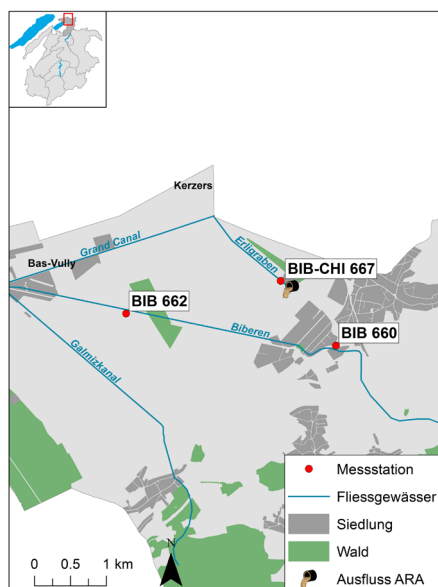 Kerzers
Grand Canal
Erligraben
Bas-Vully
BIB-CHI 667
BIB 662
Biberen
BIB 660
Galmizkanal
Messstation
Fliessgewässer
Siedlung
Wald
Ausfluss ARA
N
0 0.5 1 km